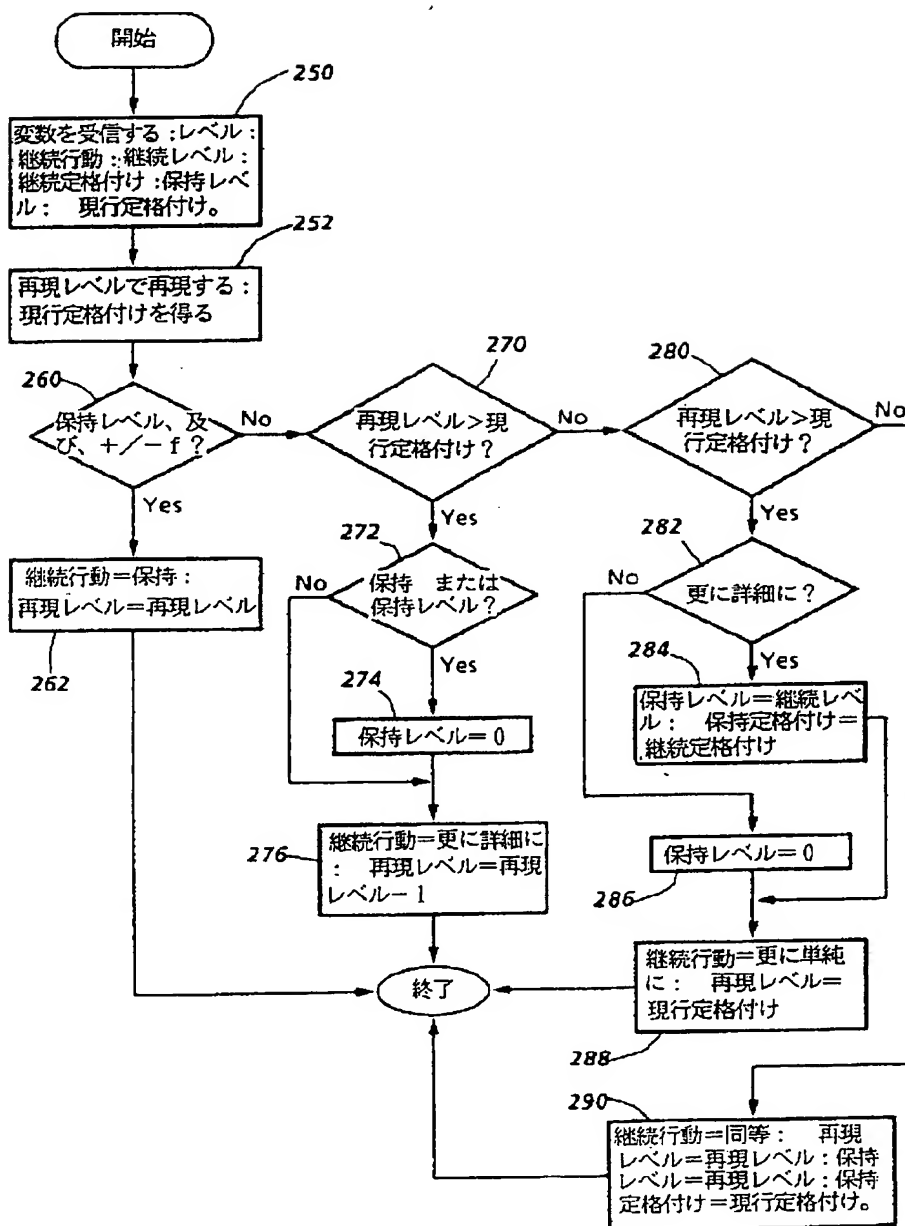 開始
250
変数を受信する:レベル:
継続行動:継続レベル:
継続定格付け:保持レベ
ル: 現行定格付け。
252
再現レベルで再現する:
現行定格付けを得る
260
保持レベル、及
び、+/-f?
No
Yes
継続行動=保持:
再現レベル=再現レベル
262
270
再現レベル>現
行定格付け?
No
Yes
272
保持 または
保持レベル?
No
Yes
274
保持レベル=0
276
継続行動=更に詳細に
: 再現レベル=再現
レベル-1
280
再現レベル>現
行定格付け?
No
Yes
282
更に詳細に?
No
Yes
284
保持レベル=継続レベ
ル: 保持定格付け=
継続定格付け
保持レベル=0
286
継続行動=更に単純
に: 再現レベル=
現行定格付け
288
終了
290
継続行動=同等: 再現
レベル=再現レベル:保持
レベル=再現レベル:保持
定格付け=現行定格付け。